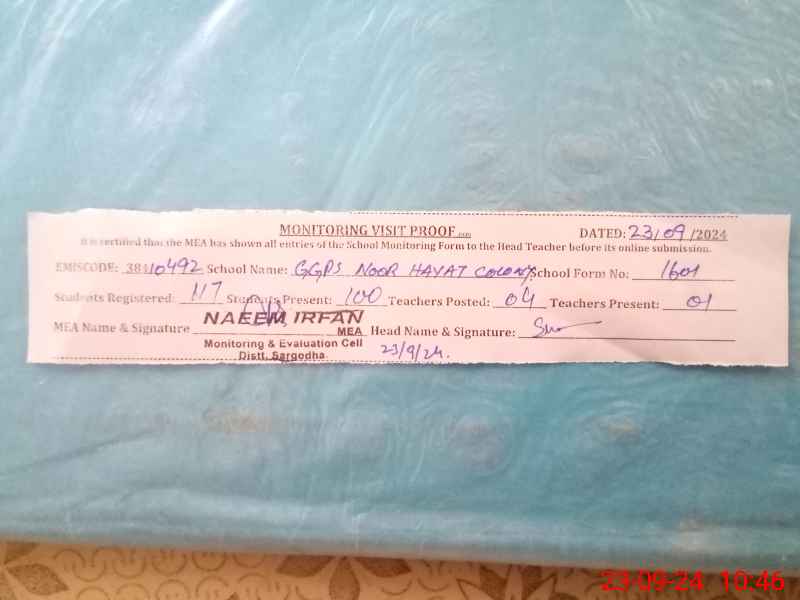 MONITORING VISIT PROOF
DATED: 23/09/2024
It is certified that the MEA has shown all entries of the School Monitoring Form to the Head Teacher before its online submission.
EMISCODE: 38410492 School Name: GGPS NOOR HAYAT COLONY School Form No: 1601
Students Registered: 117 Students Present: 100 Teachers Posted: 04 Teachers Present: 01
NAEEM IRFAN
MEA Name & Signature MEA Head Name & Signature:
Monitoring & Evaluation Cell 23/9/24.
Distt. Sargodha
23-09-24 10:46